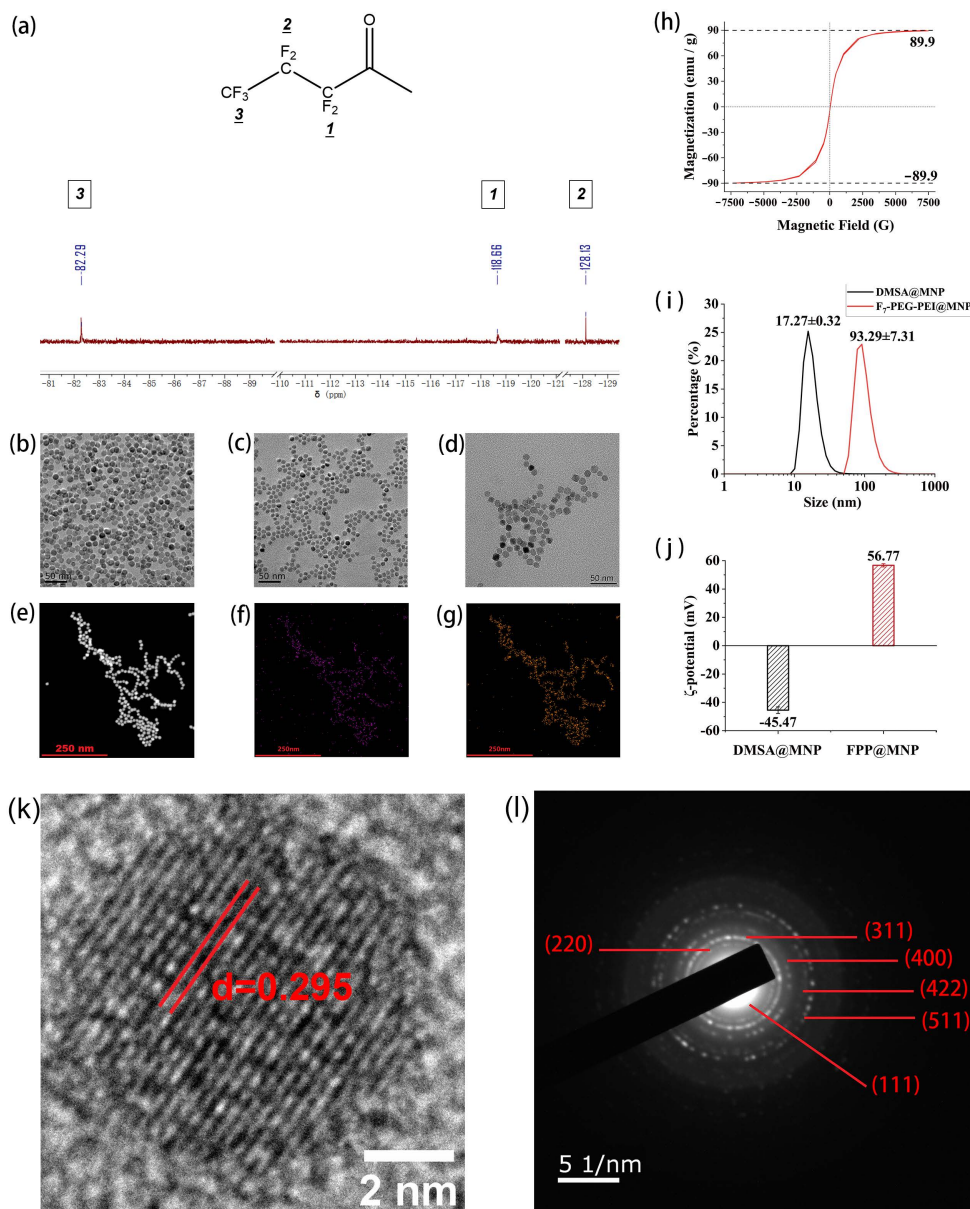 (a)
2
F2
C
O
CF3
3
C
F2
1
3
1
2
−82.29
−118.66
−128.13
-81 -82 -83 -84 -85 -86 -87 -88 -89 -110 -111 -112 -113 -114 -115 -116 -117 -118 -119 -120 -121 -128 -129
δ (ppm)
(b)
50 nm
(c)
50 nm
(d)
50 nm
(e)
250 nm
(f)
250nm
(g)
250nm
(h)
Magnetization (emu / g)
90
60
30
0
−30
−60
−90
89.9
−89.9
−7500 −5000 −2500 0 2500 5000 7500
Magnetic Field (G)
(i)
DMSA@MNP
F7-PEG-PEI@MNP
Percentage (%)
30
25
20
15
10
5
0
17.27±0.32
93.29±7.31
1 10 100 1000
Size (nm)
(j)
ζ-potential (mV)
60
40
20
0
−20
−40
−60
56.77
-45.47
DMSA@MNP FPP@MNP
(k)
d=0.295
2 nm
(l)
(220)
(311)
(400)
(422)
(511)
(111)
5 1/nm